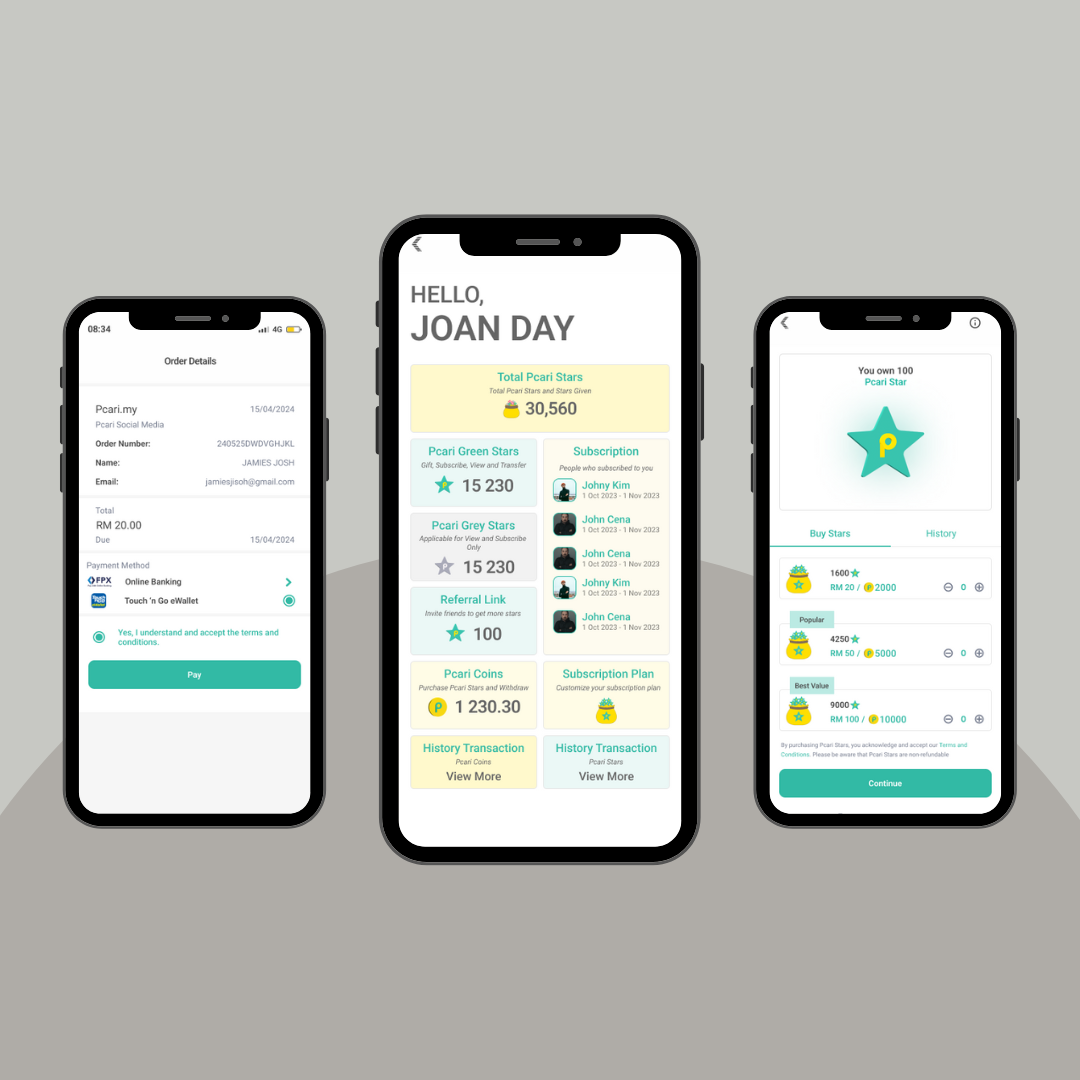 08:34
4G
Order Details
Pcari.my 15/04/2024
Pcari Social Media
Order Number: 240525DWDVGHJKL
Name: JAMIES JOSH
Email: jamiesjisoh@gmail.com
Total
RM 20.00
Due 15/04/2024
Payment Method
FPX Online Banking
Touch 'n Go eWallet
Yes, I understand and accept the terms and
conditions.
Pay
HELLO,
JOAN DAY
Total Pcari Stars
Total Pcari Stars and Stars Given
30,560
Pcari Green Stars
Gift, Subscribe, View and Transfer
15 230
Pcari Grey Stars
Applicable for View and Subscribe
Only
15 230
Referral Link
Invite friends to get more stars
100
Subscription
People who subscribed to you
Johny Kim
1 Oct 2023 - 1 Nov 2023
John Cena
1 Oct 2023 - 1 Nov 2023
John Cena
1 Oct 2023 - 1 Nov 2023
Johny Kim
1 Oct 2023 - 1 Nov 2023
John Cena
1 Oct 2023 - 1 Nov 2023
Pcari Coins
Purchase Pcari Stars and Withdraw
1 230.30
Subscription Plan
Customize your subscription plan
History Transaction
Pcari Coins
View More
History Transaction
Pcari Stars
View More
You own 100
Pcari Star
Buy Stars History
1600
RM 20 / 2000 0
Popular
4250
RM 50 / 5000 0
Best Value
9000
RM 100 / 10000 0
By purchasing Pcari Stars, you acknowledge and accept our Terms and
Conditions. Please be aware that Pcari Stars are non-refundable
Continue